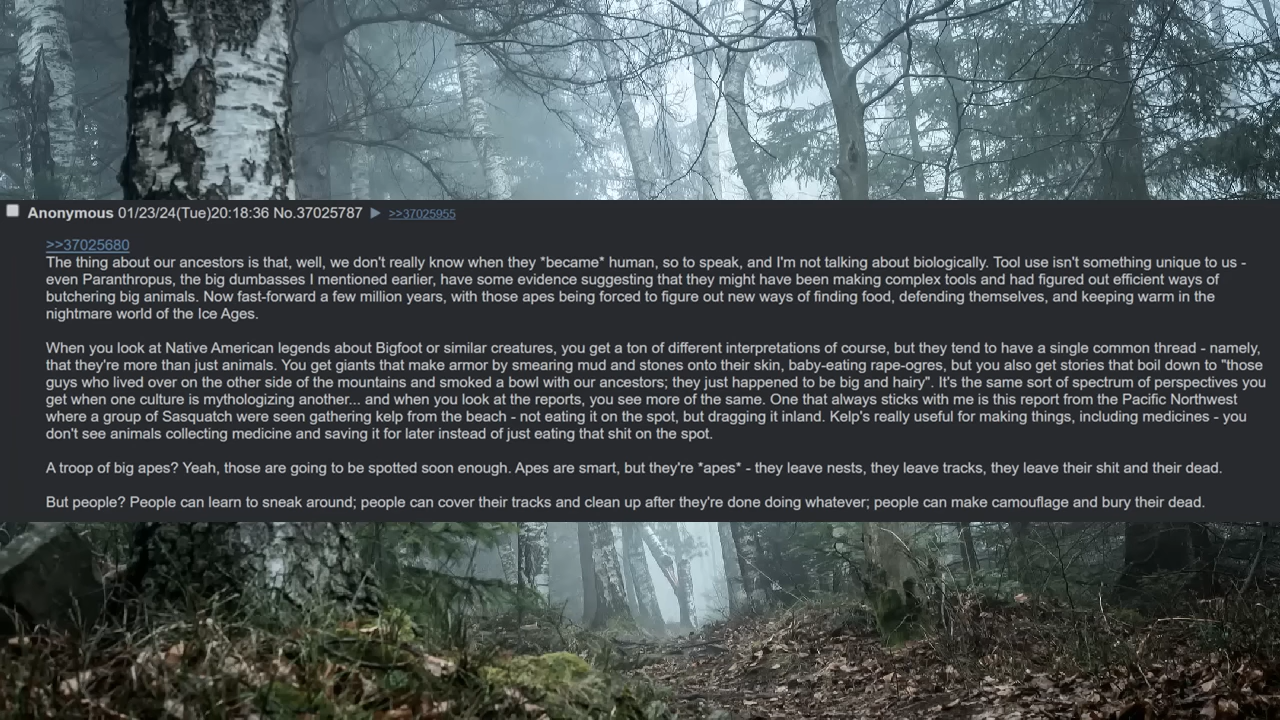 Anonymous 01/23/24(Tue)20:18:36 No.37025787 ▶ >>37025955
>>37025680
The thing about our ancestors is that, well, we don't really know when they *became* human, so to speak, and I'm not talking about biologically. Tool use isn't something unique to us -
even Paranthropus, the big dumbasses I mentioned earlier, have some evidence suggesting that they might have been making complex tools and had figured out efficient ways of
butchering big animals. Now fast-forward a few million years, with those apes being forced to figure out new ways of finding food, defending themselves, and keeping warm in the
nightmare world of the Ice Ages.
When you look at Native American legends about Bigfoot or similar creatures, you get a ton of different interpretations of course, but they tend to have a single common thread - namely,
that they're more than just animals. You get giants that make armor by smearing mud and stones onto their skin, baby-eating rape-ogres, but you also get stories that boil down to "those
guys who lived over on the other side of the mountains and smoked a bowl with our ancestors; they just happened to be big and hairy". It's the same sort of spectrum of perspectives you
get when one culture is mythologizing another... and when you look at the reports, you see more of the same. One that always sticks with me is this report from the Pacific Northwest
where a group of Sasquatch were seen gathering kelp from the beach - not eating it on the spot, but dragging it inland. Kelp's really useful for making things, including medicines - you
don't see animals collecting medicine and saving it for later instead of just eating that shit on the spot.
A troop of big apes? Yeah, those are going to be spotted soon enough. Apes are smart, but they're *apes* - they leave nests, they leave tracks, they leave their shit and their dead.
But people? People can learn to sneak around; people can cover their tracks and clean up after they're done doing whatever; people can make camouflage and bury their dead.